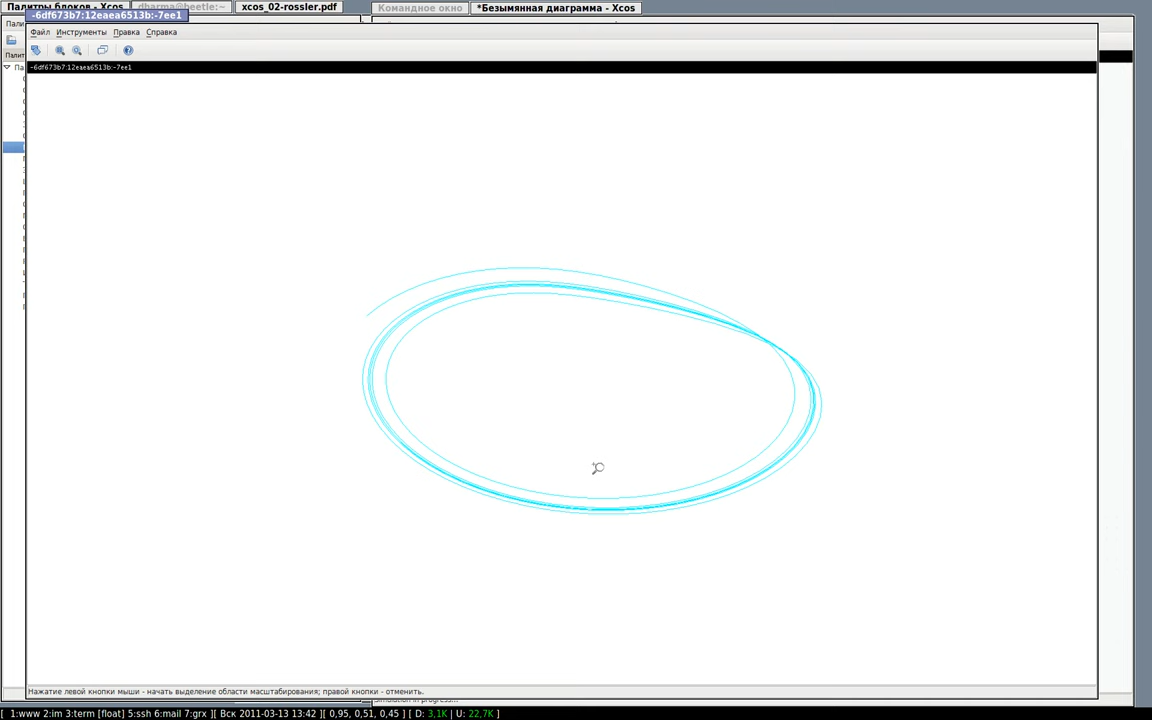 Палитры блоков - Xcos
dharma@beetle:~
xcos_02-rossler.pdf
Командное окно
*Безымянная диаграмма - Xcos
-6df673b7:12eaea6513b:-7ee1
Файл Инструменты Правка Справка
-6df673b7:12eaea6513b:-7ee1
Нажатие левой кнопки мыши - начать выделение области масштабирования; правой кнопки - отменить.
[ 1:www 2:im 3:term [float] 5:ssh 6:mail 7:grx ][ Вск 2011-03-13 13:42 ][ 0,95, 0,51, 0,45 ] [ D: 3,1K | U: 22,7K ]